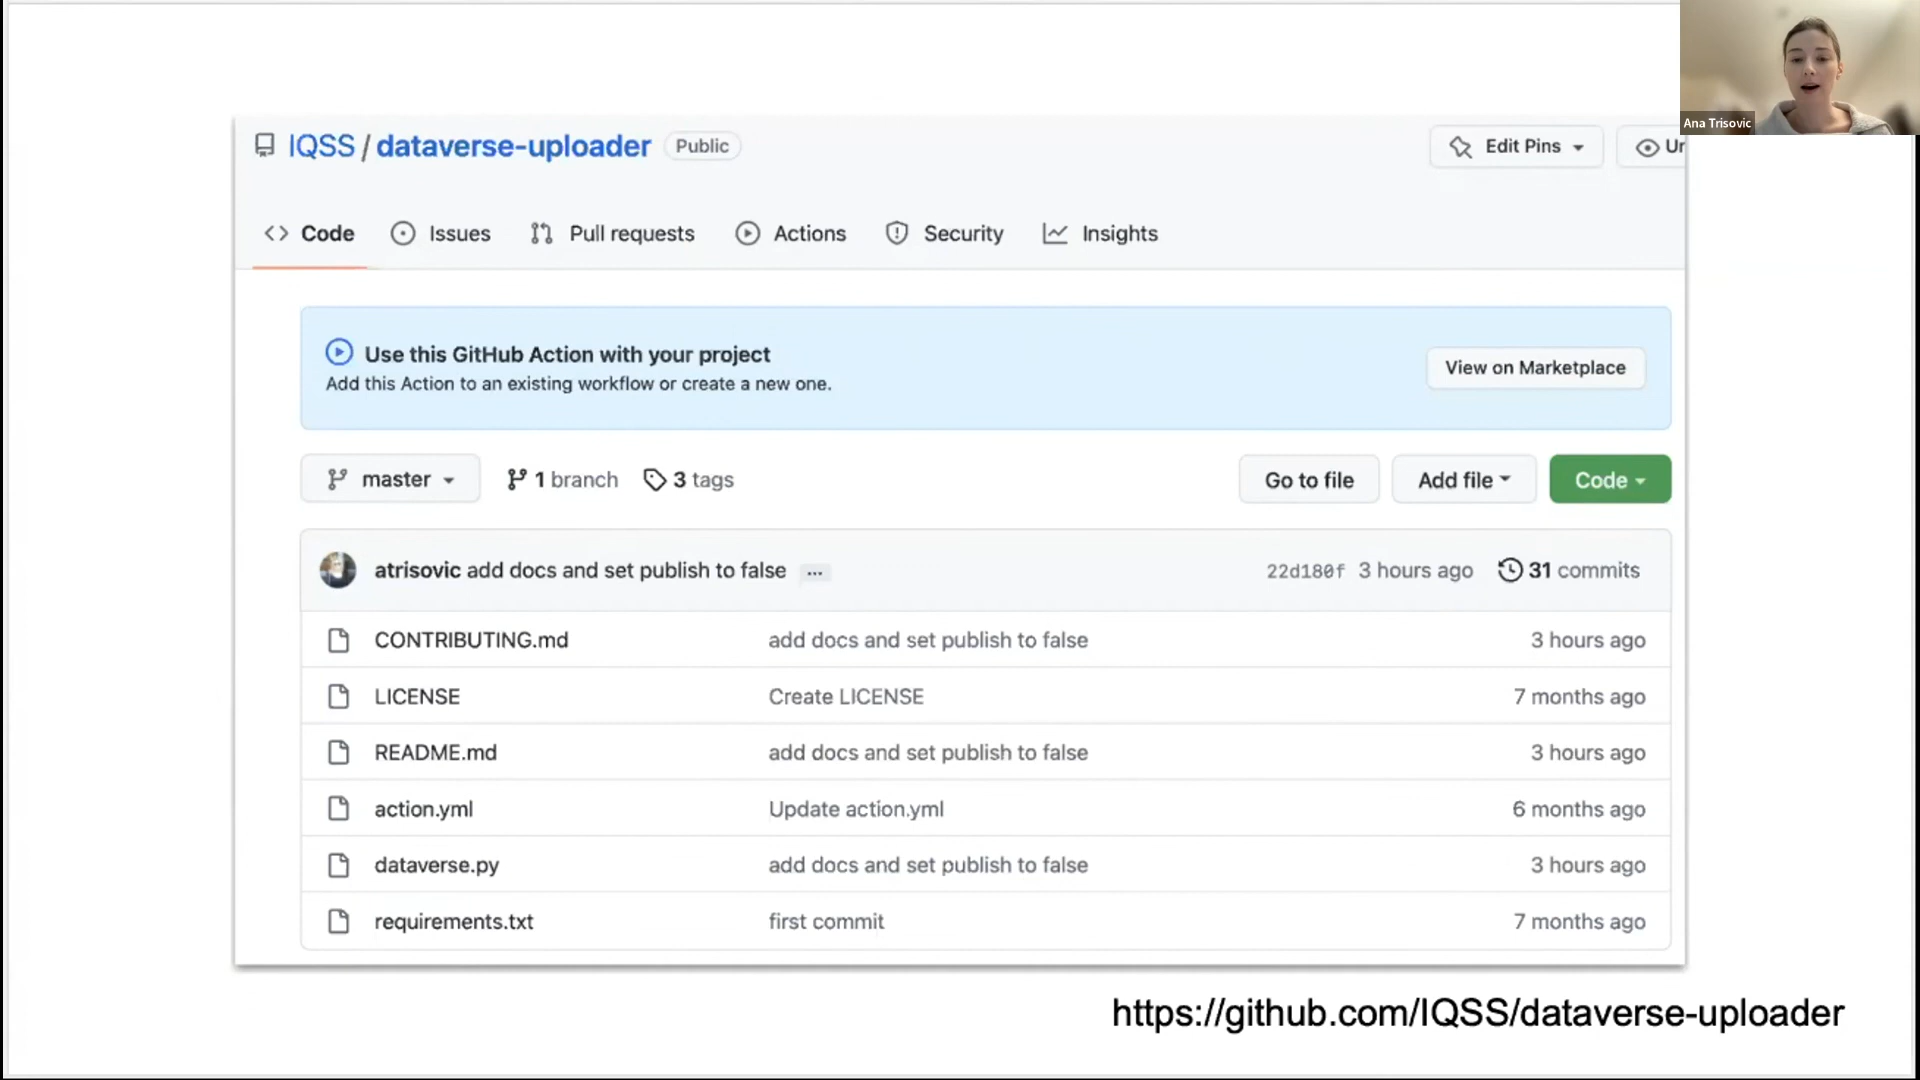 IQSS / dataverse-uploader Public
Edit Pins
Ana Trisovic
Code Issues Pull requests Actions Security Insights
Use this GitHub Action with your project
Add this Action to an existing workflow or create a new one.
View on Marketplace
master 1 branch 3 tags
Go to file Add file Code
atrisovic add docs and set publish to false ... 22d180f 3 hours ago 31 commits
CONTRIBUTING.md add docs and set publish to false 3 hours ago
LICENSE Create LICENSE 7 months ago
README.md add docs and set publish to false 3 hours ago
action.yml Update action.yml 6 months ago
dataverse.py add docs and set publish to false 3 hours ago
requirements.txt first commit 7 months ago
https://github.com/IQSS/dataverse-uploader